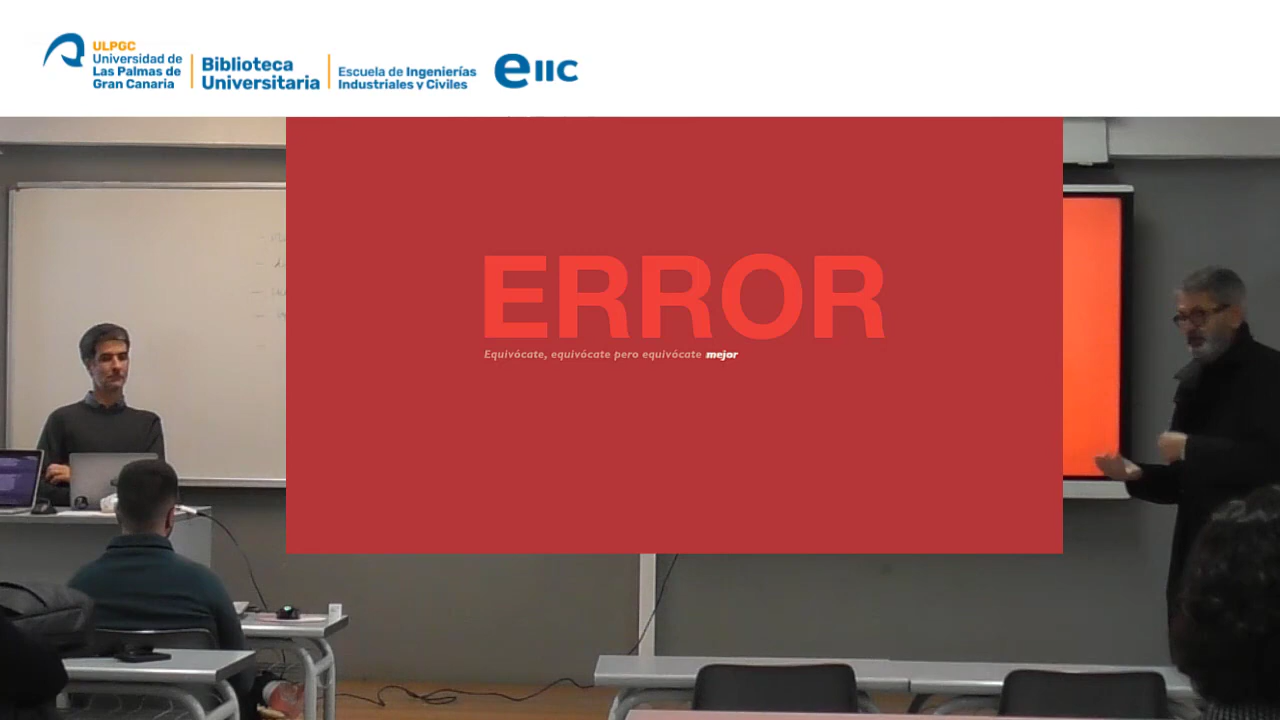 ULPGC
Universidad de
Las Palmas de
Gran Canaria
Biblioteca
Universitaria
Escuela de Ingenierías
Industriales y Civiles
eiic
ERROR
Equivócate, equivócate pero equivócate mejor